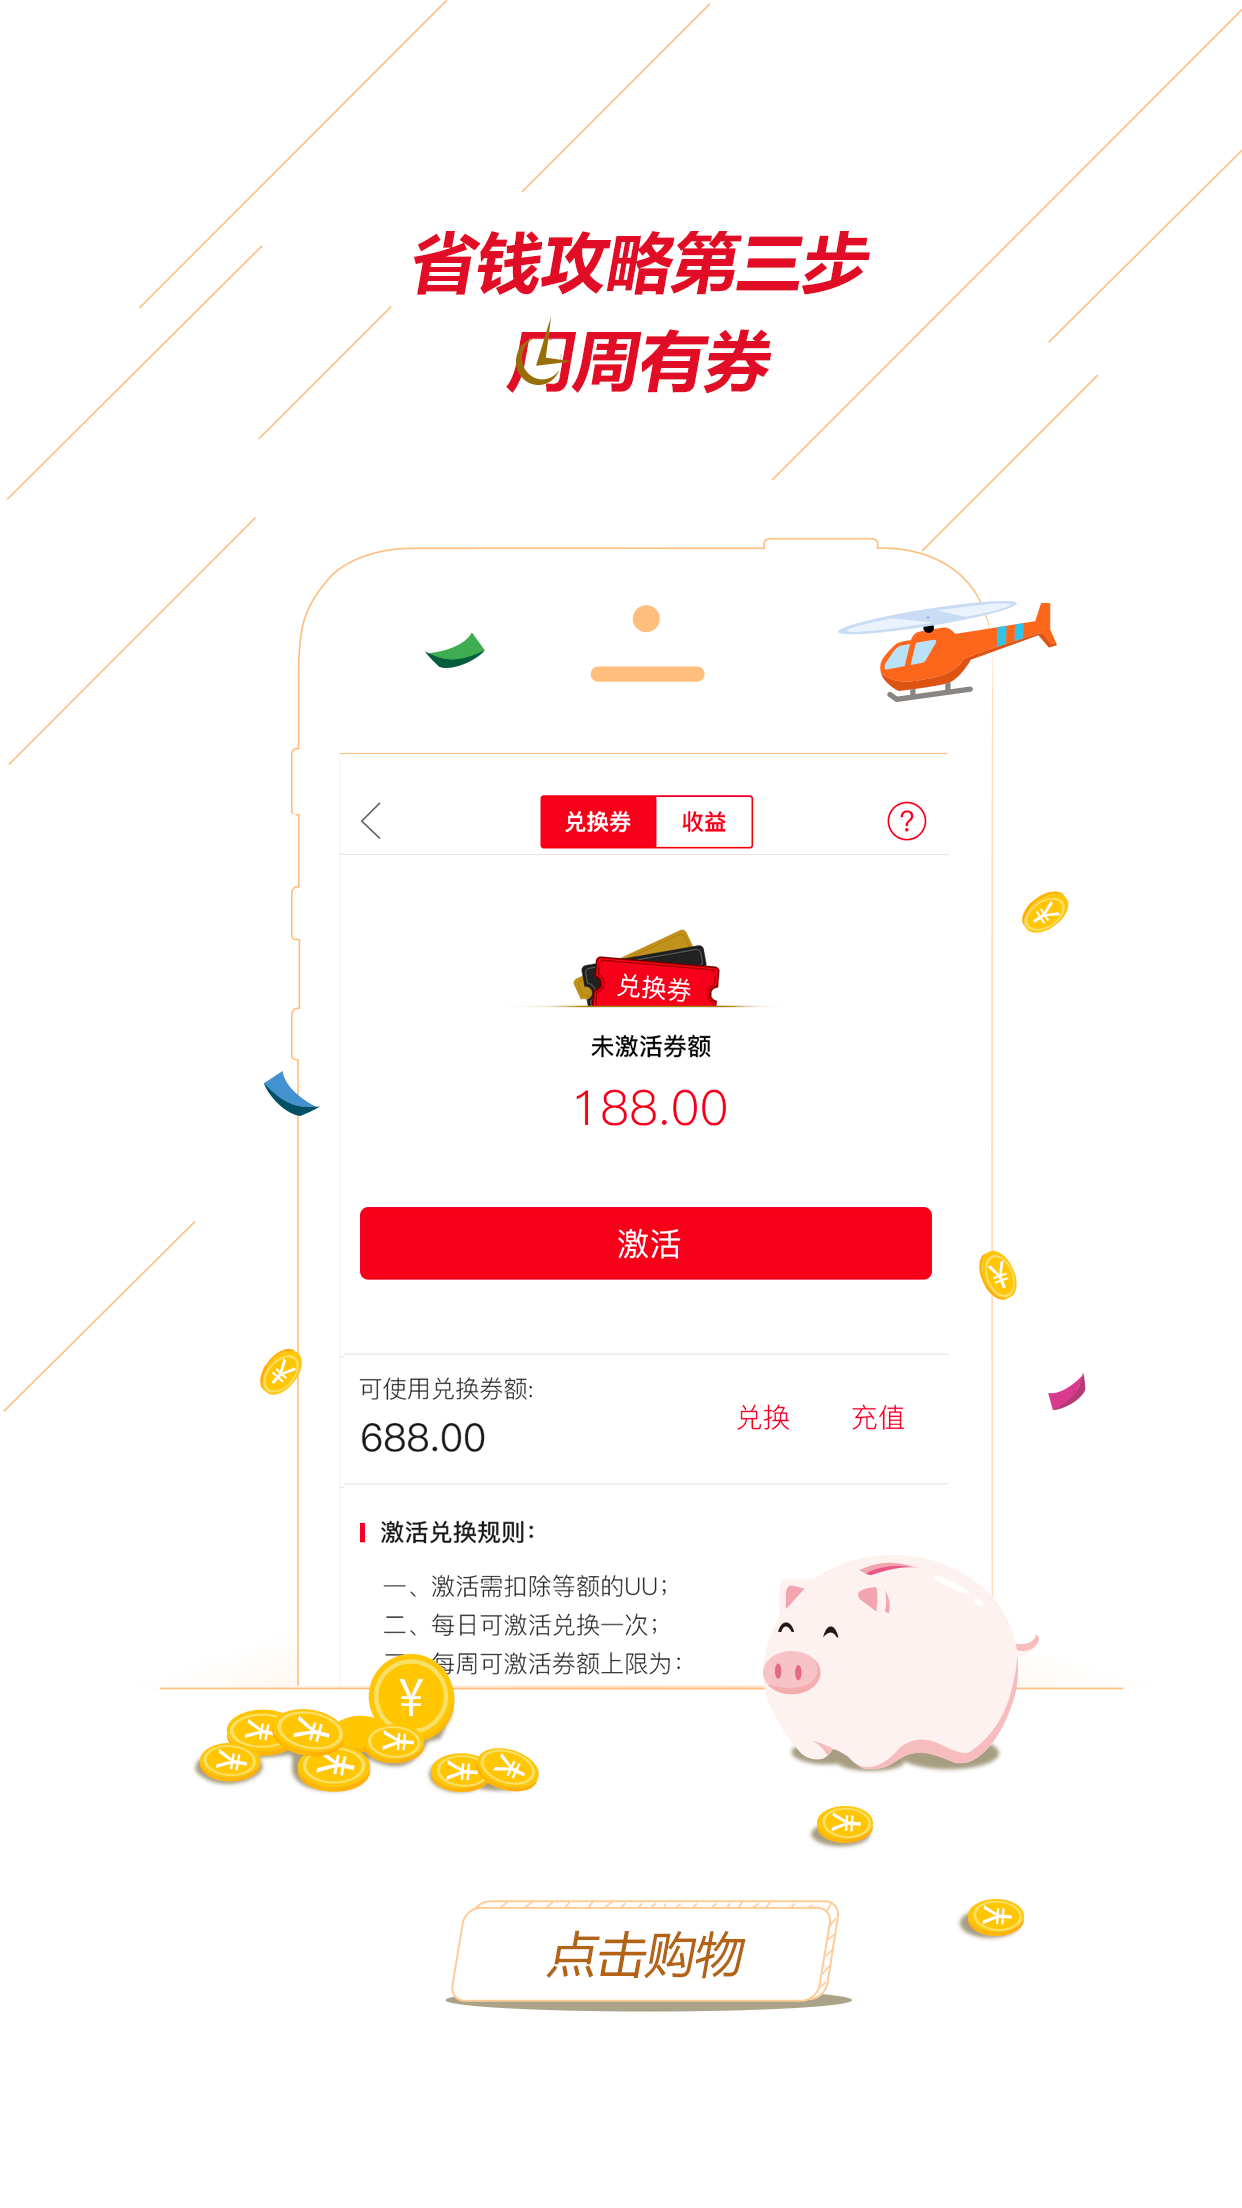 省钱攻略第三步
周有券
兑换券 收益
?
兑换券
未激活券额
188.00
激活
可使用兑换券额:
688.00
兑换 充值
激活兑换规则：
一、激活需扣除等额的UU；
二、每日可激活兑换一次；
每周可激活券额上限为：
¥
点击购物